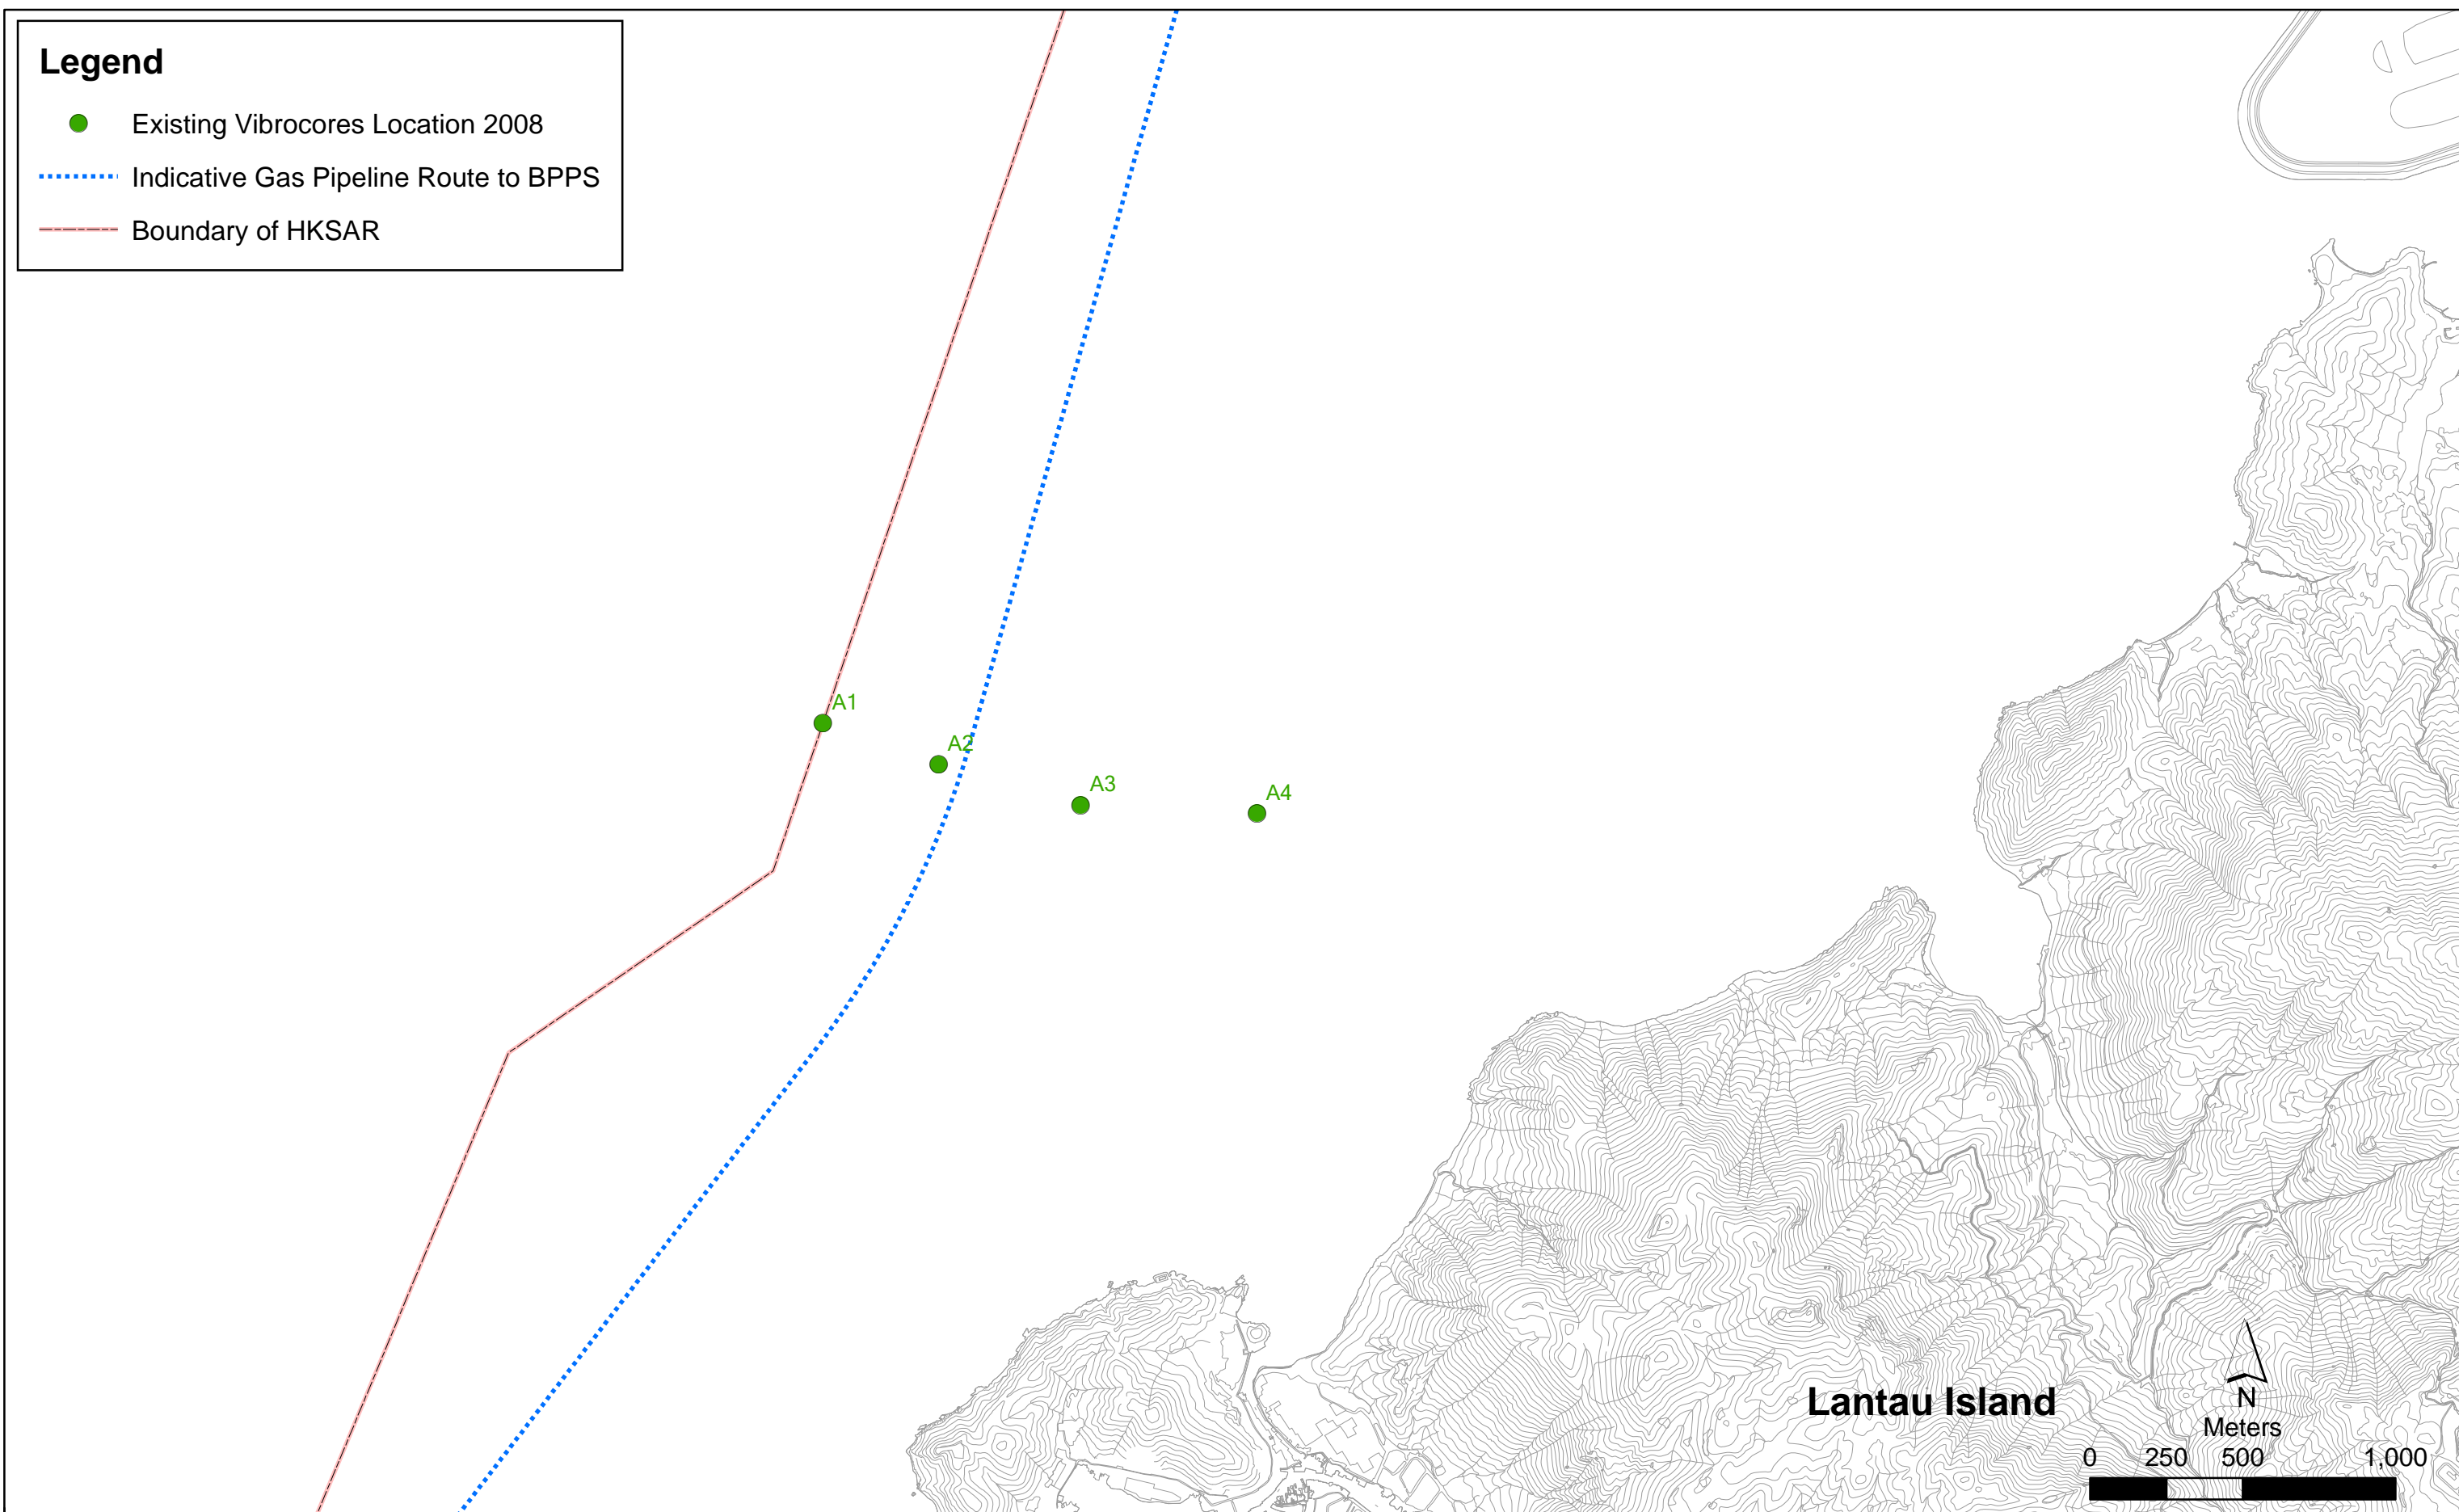 Legend
Existing Vibrocores Location 2008
Indicative Gas Pipeline Route to BPPS
Boundary of HKSAR
A1
A2
A3
A4
Lantau Island
N
Meters
0 250 500 1,000